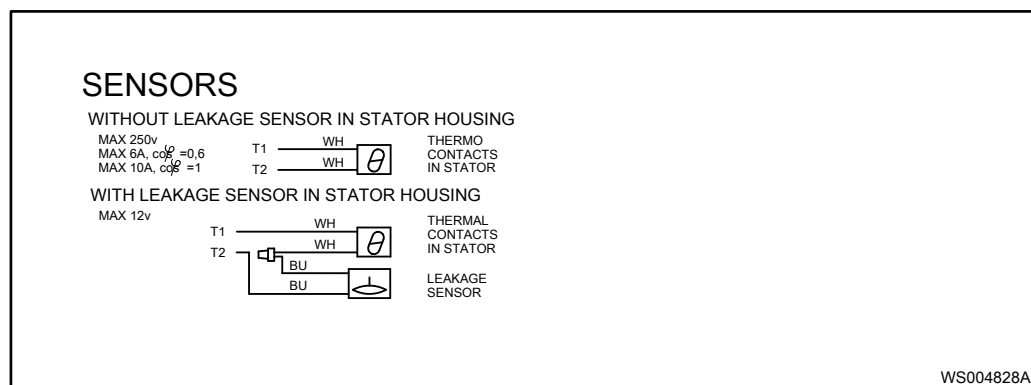 SENSORS
WITHOUT LEAKAGE SENSOR IN STATOR HOUSING
MAX 250v
MAX 6A, cosφ =0,6
MAX 10A, cosφ =1
T1 WH
T2 WH
THERMO
CONTACTS
IN STATOR
WITH LEAKAGE SENSOR IN STATOR HOUSING
MAX 12v
T1 WH
T2 WH
THERMAL
CONTACTS
IN STATOR
BU
BU
LEAKAGE
SENSOR
WS004828A